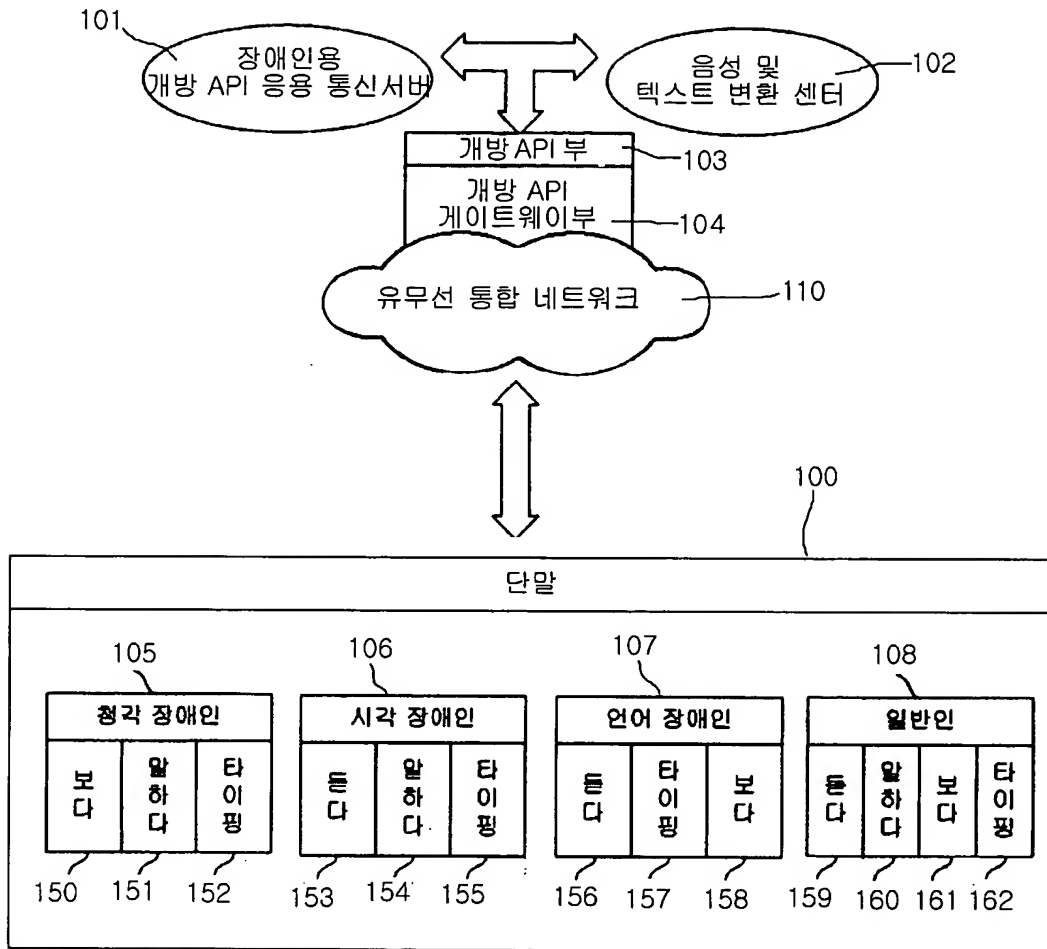 101
장애인용
개방 API 응용 통신서버
음성 및
텍스트 변환 센터
102
개방 API 부
103
개방 API
게이트웨이부
104
유무선 통합 네트워크
110
100
단말
105
청각 장애인
보다
말하다
타이핑
150
151
152
106
시각 장애인
듣다
말하다
타이핑
153
154
155
107
언어 장애인
듣다
타이핑
보다
156
157
158
108
일반인
듣다
말하다
보다
타이핑
159
160
161
162